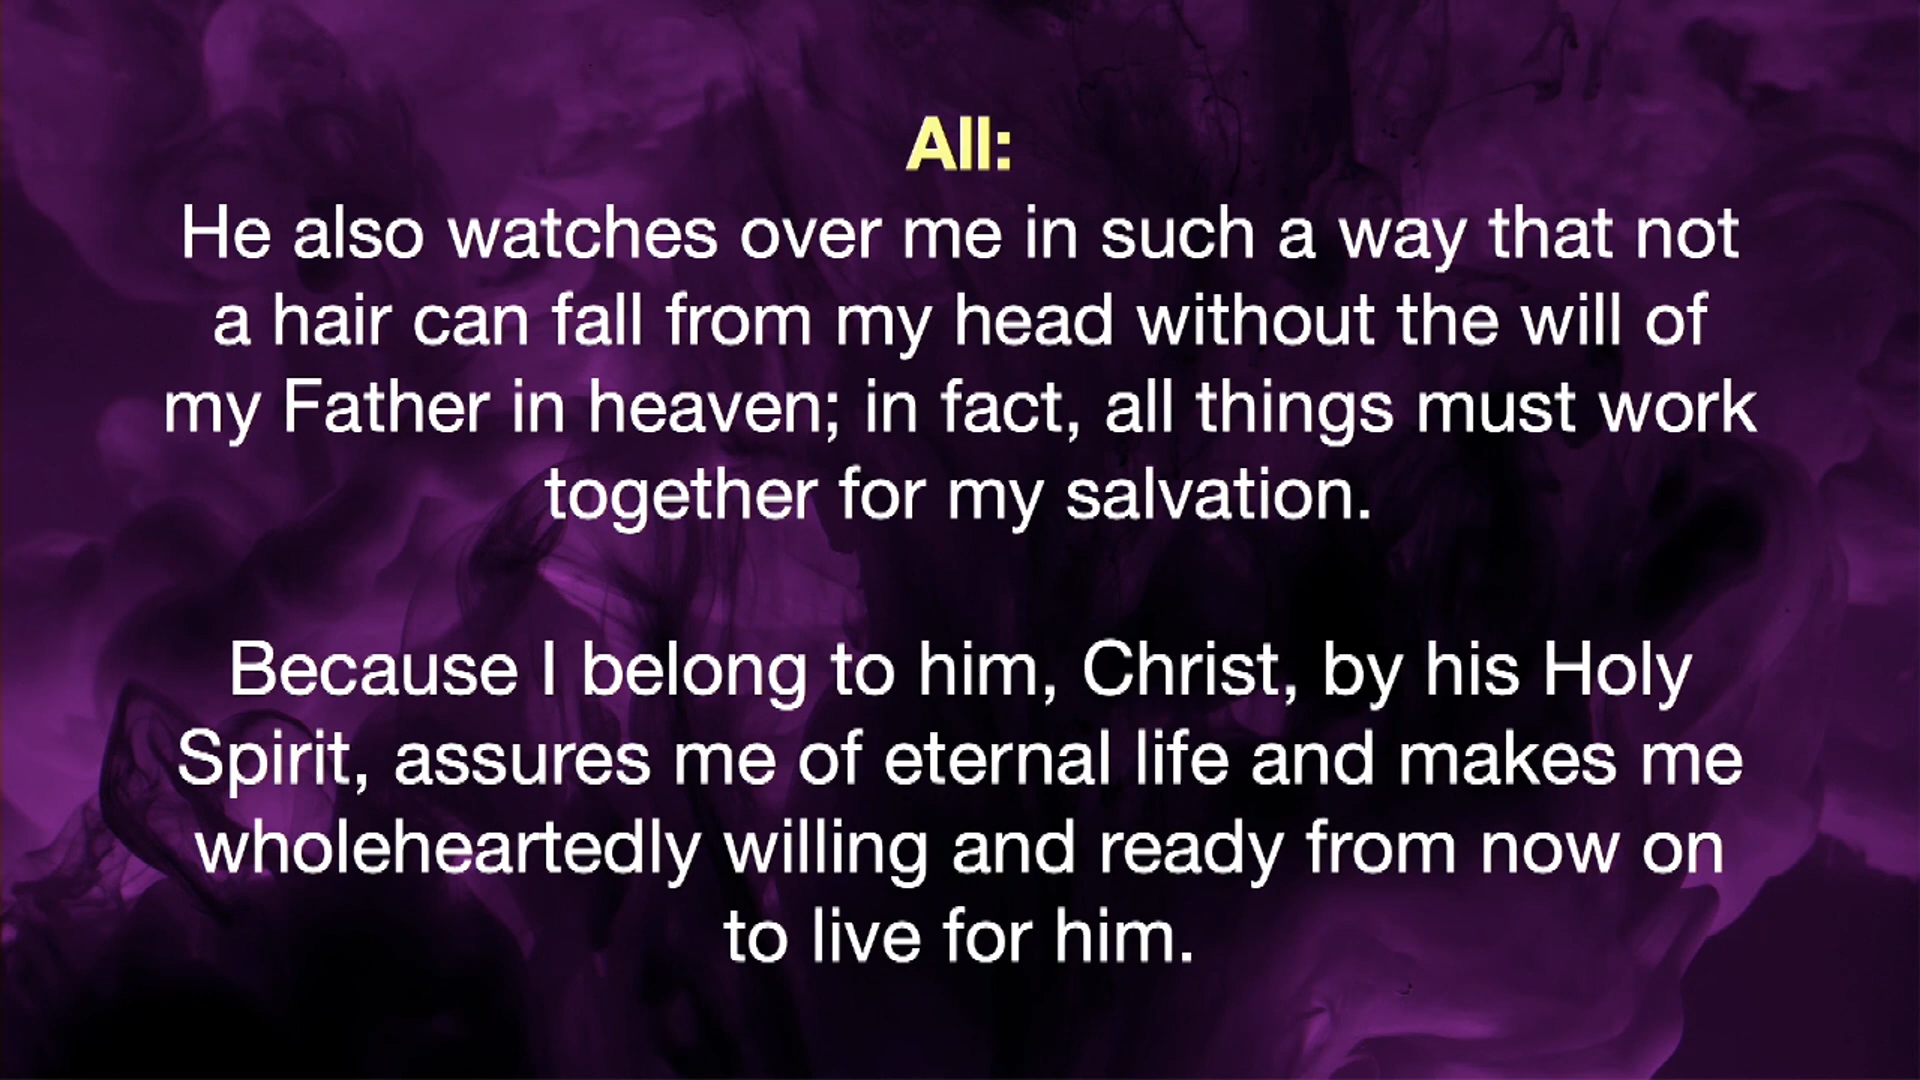 All:
He also watches over me in such a way that not
a hair can fall from my head without the will of
my Father in heaven; in fact, all things must work
together for my salvation.
Because I belong to him, Christ, by his Holy
Spirit, assures me of eternal life and makes me
wholeheartedly willing and ready from now on
to live for him.